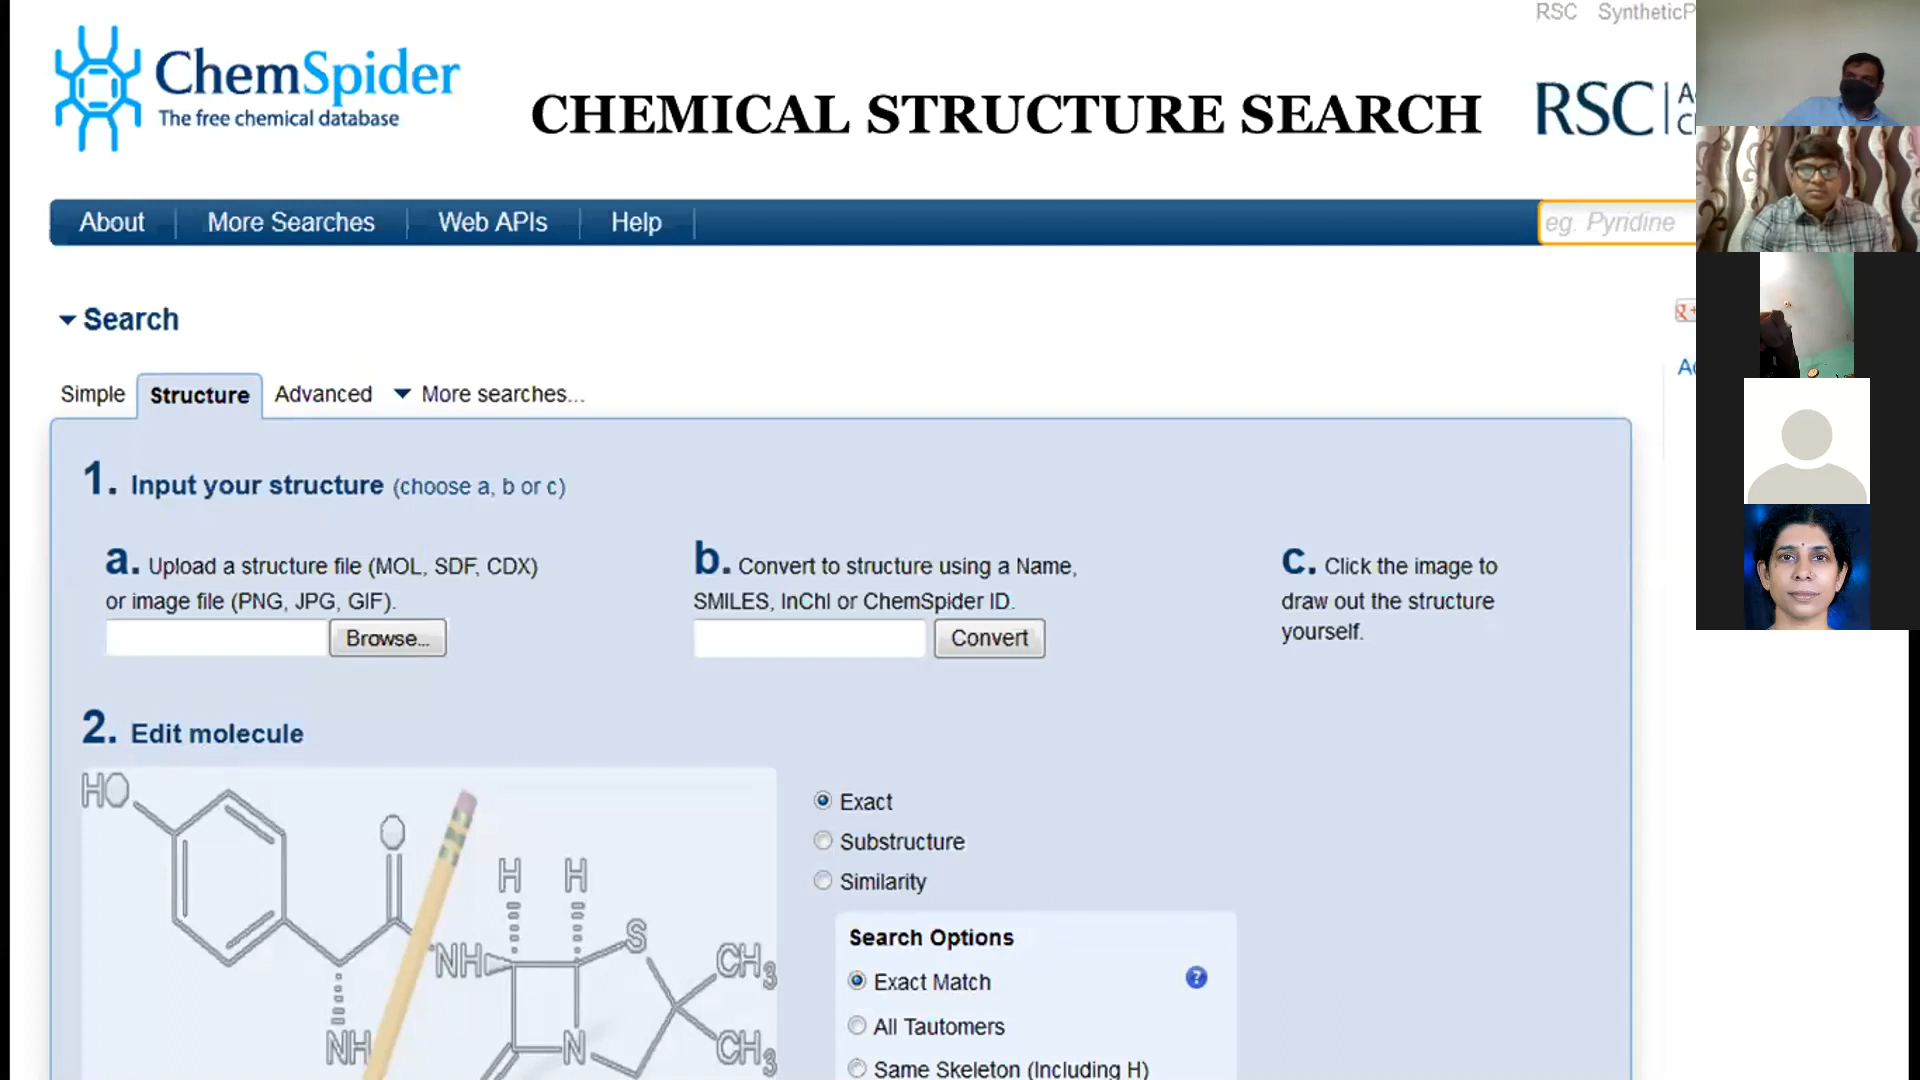 RSC SyntheticP
ChemSpider
The free chemical database
CHEMICAL STRUCTURE SEARCH
RSC
About
More Searches
Web APIs
Help
eg. Pyridine
Search
g+
Simple
Structure
Advanced
More searches...
1. Input your structure (choose a, b or c)
a. Upload a structure file (MOL, SDF, CDX)
or image file (PNG, JPG, GIF).
Browse...
b. Convert to structure using a Name,
SMILES, InChI or ChemSpider ID.
Convert
c. Click the image to
draw out the structure
yourself.
2. Edit molecule
HO
O
H H
NH
S
CH3
NH
N
CH3
Exact
Substructure
Similarity
Search Options
Exact Match
?
All Tautomers
Same Skeleton (Including H)